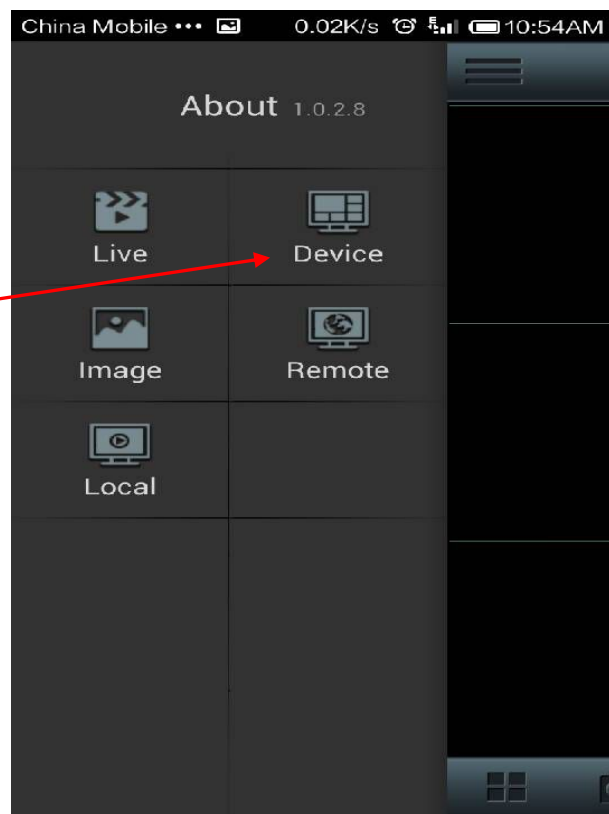 China Mobile ••• 0.02K/s 10:54AM
About 1.0.2.8
Live Device
Image Remote
Local